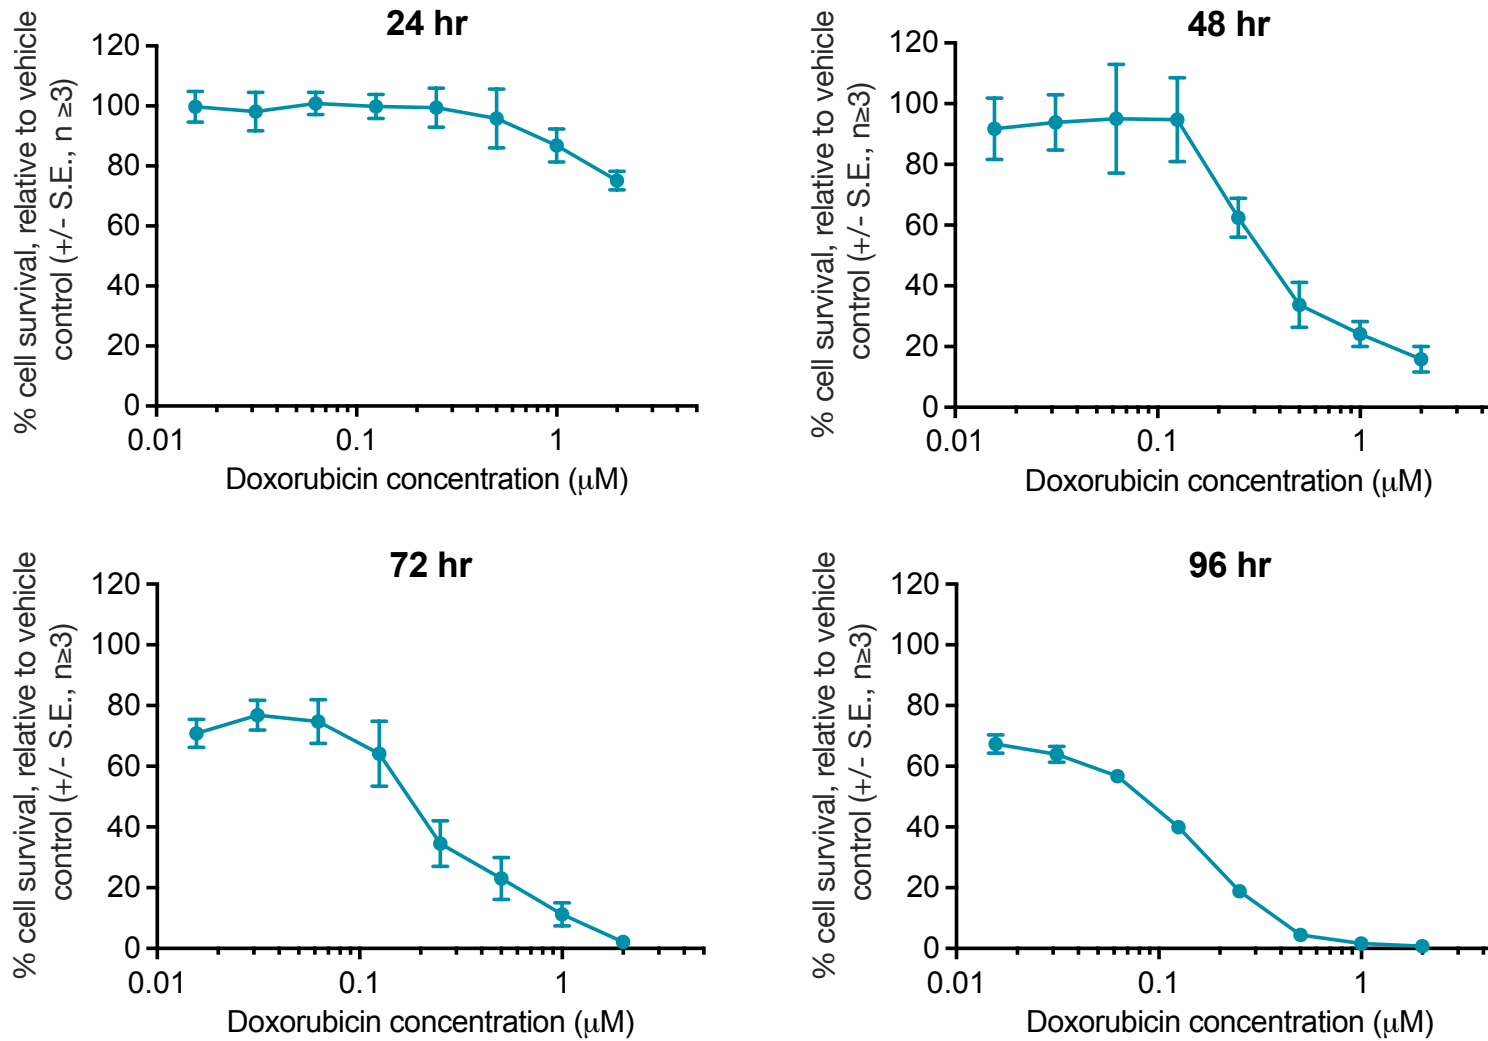 24 hr
% cell survival, relative to vehicle
control (+/- S.E., n ≥3)
120
100
80
60
40
20
0
0.01
0.1
1
Doxorubicin concentration (μM)
48 hr
% cell survival, relative to vehicle
control (+/- S.E., n≥3)
120
100
80
60
40
20
0
0.01
0.1
1
Doxorubicin concentration (μM)
72 hr
% cell survival, relative to vehicle
control (+/- S.E., n≥3)
120
100
80
60
40
20
0
0.01
0.1
1
Doxorubicin concentration (μM)
96 hr
% cell survival, relative to vehicle
control (+/- S.E., n≥3)
120
100
80
60
40
20
0
0.01
0.1
1
Doxorubicin concentration (μM)